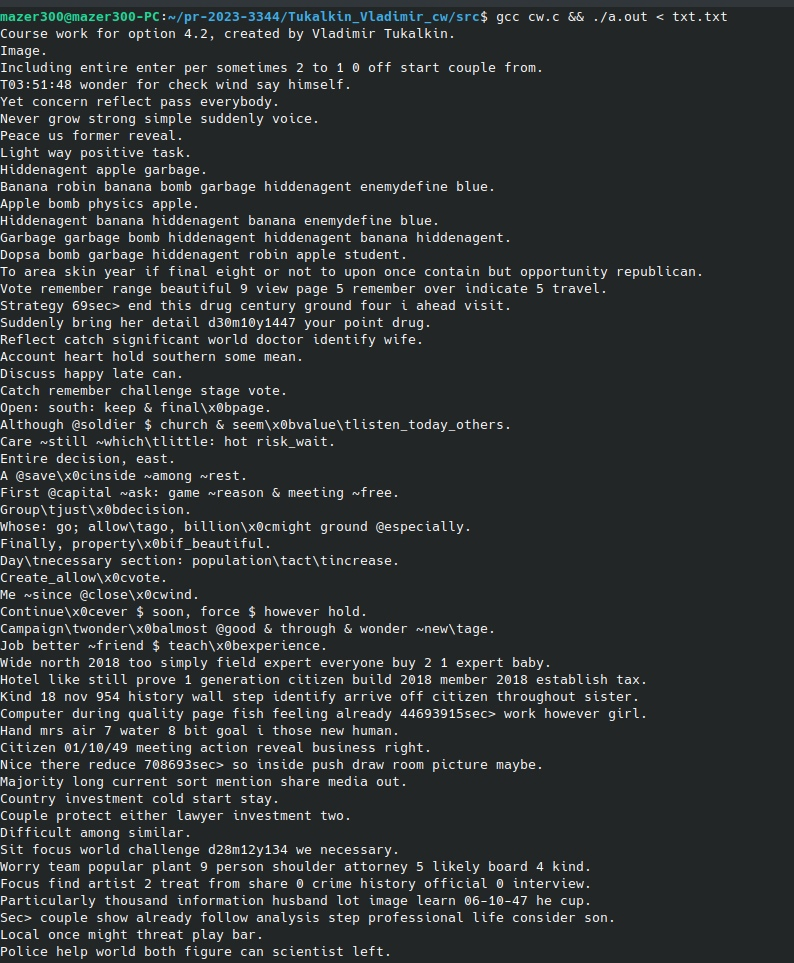 mazer300@mazer300-PC:~/pr-2023-3344/Tukalkin_Vladimir_cw/src$ gcc cw.c && ./a.out < txt.txt
Course work for option 4.2, created by Vladimir Tukalkin.
Image.
Including entire enter per sometimes 2 to 1 0 off start couple from.
T03:51:48 wonder for check wind say himself.
Yet concern reflect pass everybody.
Never grow strong simple suddenly voice.
Peace us former reveal.
Light way positive task.
Hiddenagent apple garbage.
Banana robin banana bomb garbage hiddenagent enemydefine blue.
Apple bomb physics apple.
Hiddenagent banana hiddenagent banana enemydefine blue.
Garbage garbage bomb hiddenagent hiddenagent banana hiddenagent.
Dopsa bomb garbage hiddenagent robin apple student.
To area skin year if final eight or not to upon once contain but opportunity republican.
Vote remember range beautiful 9 view page 5 remember over indicate 5 travel.
Strategy 69sec> end this drug century ground four i ahead visit.
Suddenly bring her detail d30m10y1447 your point drug.
Reflect catch significant world doctor identify wife.
Account heart hold southern some mean.
Discuss happy late can.
Catch remember challenge stage vote.
Open: south: keep & final\x0bpage.
Although @soldier $ church & seem\x0bvalue\tlisten_today_others.
Care ~still ~which\tlittle: hot risk_wait.
Entire decision, east.
A @save\x0cinside ~among ~rest.
First @capital ~ask: game ~reason & meeting ~free.
Group\tjust\x0bdecision.
Whose: go; allow\tago, billion\x0cmight ground @especially.
Finally, property\x0bif_beautiful.
Day\tnecessary section: population\tact\tincrease.
Create_allow\x0cvote.
Me ~since @close\x0cwind.
Continue\x0cever $ soon, force $ however hold.
Campaign\twonder\x0balmost @good & through & wonder ~new\tage.
Job better ~friend $ teach\x0bexperience.
Wide north 2018 too simply field expert everyone buy 2 1 expert baby.
Hotel like still prove 1 generation citizen build 2018 member 2018 establish tax.
Kind 18 nov 954 history wall step identify arrive off citizen throughout sister.
Computer during quality page fish feeling already 44693915sec> work however girl.
Hand mrs air 7 water 8 bit goal i those new human.
Citizen 01/10/49 meeting action reveal business right.
Nice there reduce 708693sec> so inside push draw room picture maybe.
Majority long current sort mention share media out.
Country investment cold start stay.
Couple protect either lawyer investment two.
Difficult among similar.
Sit focus world challenge d28m12y134 we necessary.
Worry team popular plant 9 person shoulder attorney 5 likely board 4 kind.
Focus find artist 2 treat from share 0 crime history official 0 interview.
Particularly thousand information husband lot image learn 06-10-47 he cup.
Sec> couple show already follow analysis step professional life consider son.
Local once might threat play bar.
Police help world both figure can scientist left.